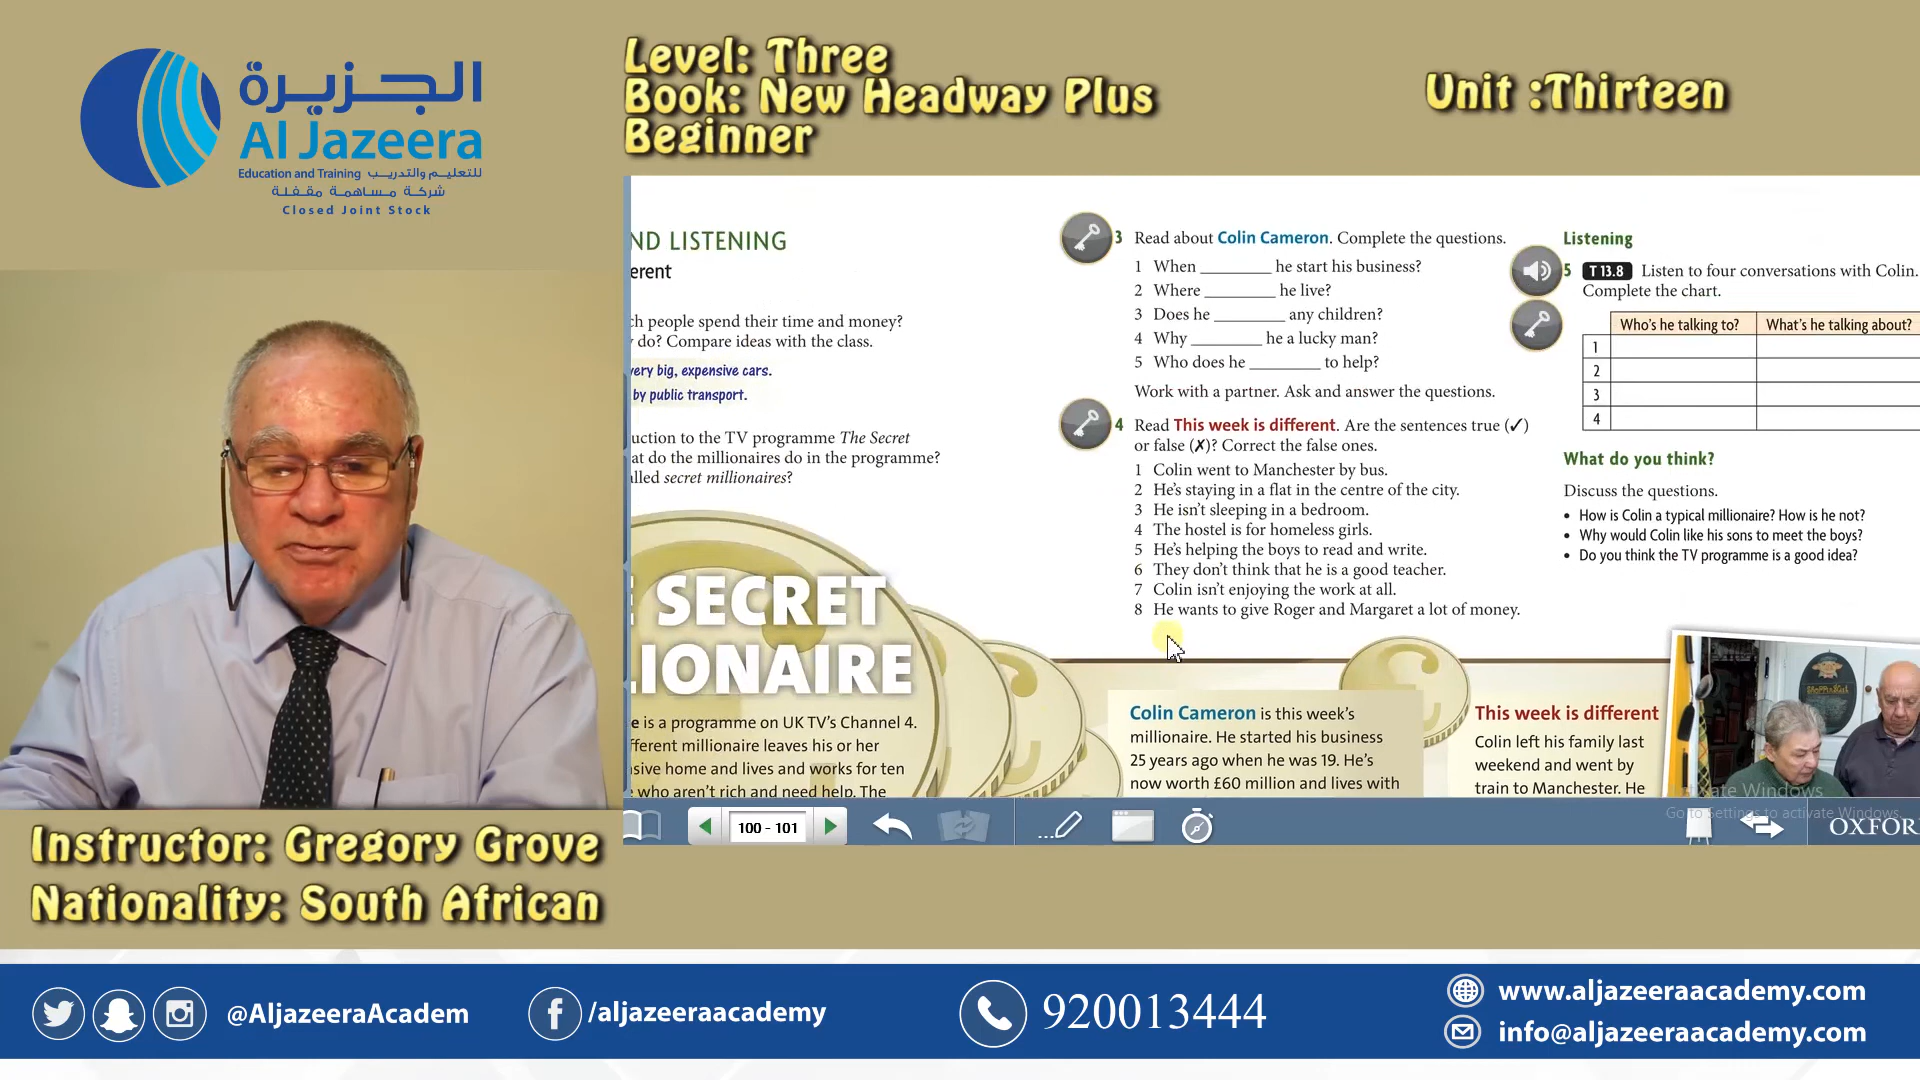 الجزيرة
Al Jazeera
Education and Training للتعليم والتدريب
شركة مساهمة مقفلة
Closed Joint Stock
Level: Three
Book: New Headway Plus
Beginner
Unit :Thirteen
ND LISTENING
erent
ch people spend their time and money?
do? Compare ideas with the class.
very big, expensive cars.
by public transport.
uction to the TV programme The Secret
at do the millionaires do in the programme?
lled secret millionaires?
E SECRET
LIONAIRE
e is a programme on UK TV's Channel 4.
fferent millionaire leaves his or her
nsive home and lives and works for ten
who aren't rich and need help. The
3 Read about Colin Cameron. Complete the questions.
1 When ________ he start his business?
2 Where ________ he live?
3 Does he ________ any children?
4 Why ________ he a lucky man?
5 Who does he ________ to help?
Work with a partner. Ask and answer the questions.
4 Read This week is different. Are the sentences true (✓)
or false (✗)? Correct the false ones.
1 Colin went to Manchester by bus.
2 He's staying in a flat in the centre of the city.
3 He isn't sleeping in a bedroom.
4 The hostel is for homeless girls.
5 He's helping the boys to read and write.
6 They don't think that he is a good teacher.
7 Colin isn't enjoying the work at all.
8 He wants to give Roger and Margaret a lot of money.
Colin Cameron is this week's
millionaire. He started his business
25 years ago when he was 19. He's
now worth £60 million and lives with
Listening
5 T 13.8 Listen to four conversations with Colin.
Complete the chart.
Who's he talking to? What's he talking about?
1
2
3
4
What do you think?
Discuss the questions.
• How is Colin a typical millionaire? How is he not?
• Why would Colin like his sons to meet the boys?
• Do you think the TV programme is a good idea?
This week is different
Colin left his family last
weekend and went by
train to Manchester. He
Activate Windows
Go to Settings to activate Windows.
100 - 101
OXFOR
Instructor: Gregory Grove
Nationality: South African
@AljazeeraAcadem
/aljazeeraacademy
920013444
www.aljazeeraacademy.com
info@aljazeeraacademy.com